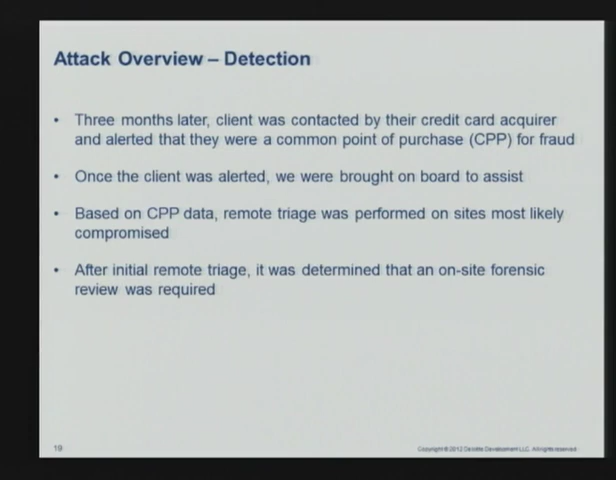 Attack Overview – Detection
• Three months later, client was contacted by their credit card acquirer
and alerted that they were a common point of purchase (CPP) for fraud
• Once the client was alerted, we were brought on board to assist
• Based on CPP data, remote triage was performed on sites most likely
compromised
• After initial remote triage, it was determined that an on-site forensic
review was required
19
Copyright © 2012 Deloitte Development LLC. All rights reserved.